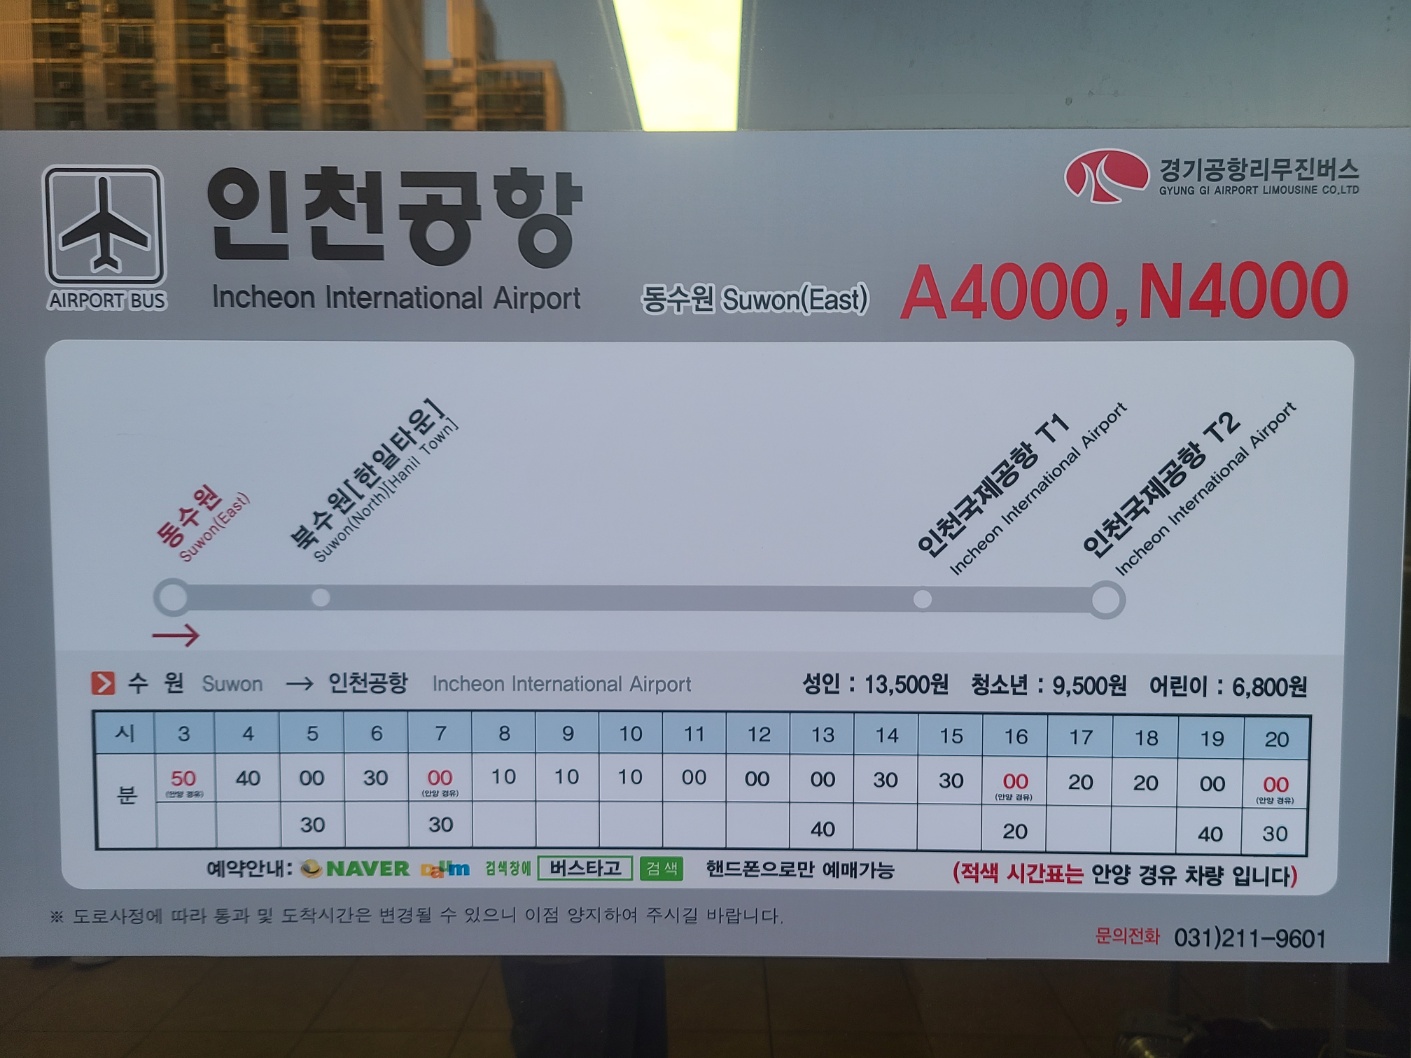 인천공항
Incheon International Airport
AIRPORT BUS
경기공항리무진버스
GYUNG GI AIRPORT LIMOUSINE CO,LTD
동수원 Suwon(East)
A4000,N4000
동수원
Suwon(East)
북수원[한일타운]
Suwon(North)[Hanil Town]
인천국제공항 T1
Incheon International Airport
인천국제공항 T2
Incheon International Airport
수 원 Suwon → 인천공항 Incheon International Airport
성인 : 13,500원 청소년 : 9,500원 어린이 : 6,800원
시 3 4 5 6 7 8 9 10 11 12 13 14 15 16 17 18 19 20
분 50 40 00 30 00 10 10 10 00 00 00 30 30 00 20 20 00 00
(안양 경유) (안양 경유) (안양 경유) (안양 경유)
30 30 40 20 40 30
예약안내: NAVER Daum 검색창에 버스타고 검색 핸드폰으로만 예매가능 (적색 시간표는 안양 경유 차량 입니다)
※ 도로사정에 따라 통과 및 도착시간은 변경될 수 있으니 이점 양지하여 주시길 바랍니다.
문의전화 031)211-9601